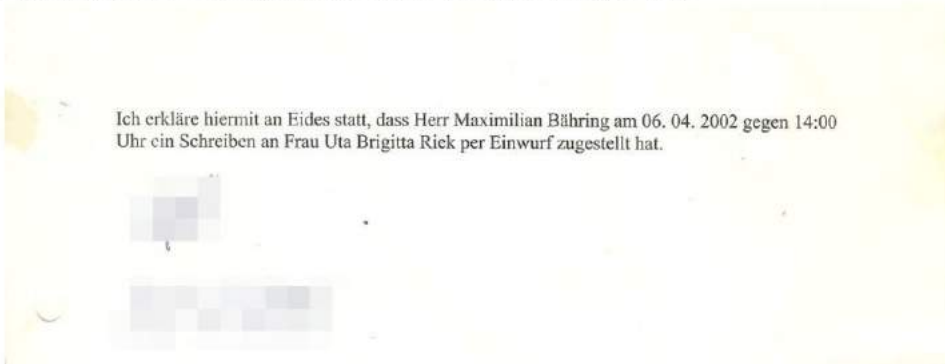 Ich erkläre hiermit an Eides statt, dass Herr Maximilian Bähring am 06. 04. 2002 gegen 14:00
Uhr ein Schreiben an Frau Uta Brigitta Riek per Einwurf zugestellt hat.